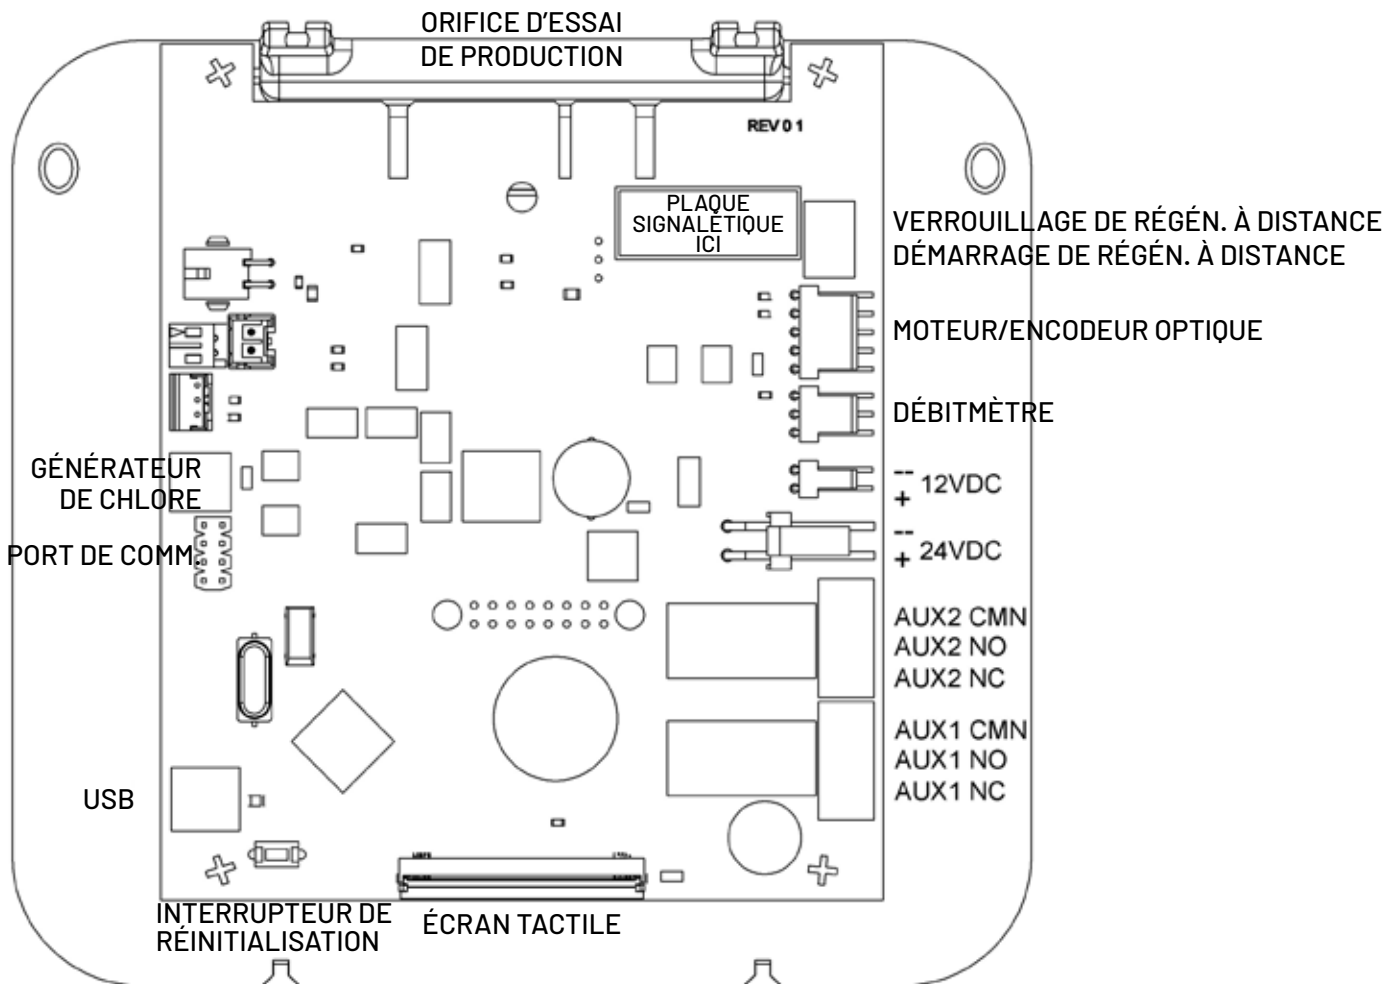 ORIFICE D'ESSAI
DE PRODUCTION
REV 0 1
PLAQUE
SIGNALÉTIQUE
ICI
VERROUILLAGE DE RÉGÉN. À DISTANCE
DÉMARRAGE DE RÉGÉN. À DISTANCE
MOTEUR/ENCODEUR OPTIQUE
DÉBITMÈTRE
GÉNÉRATEUR
DE CHLORE
-- 12VDC
+
PORT DE COMM.
-- 24VDC
+
AUX2 CMN
AUX2 NO
AUX2 NC
AUX1 CMN
AUX1 NO
AUX1 NC
USB
INTERRUPTEUR DE
RÉINITIALISATION
ÉCRAN TACTILE